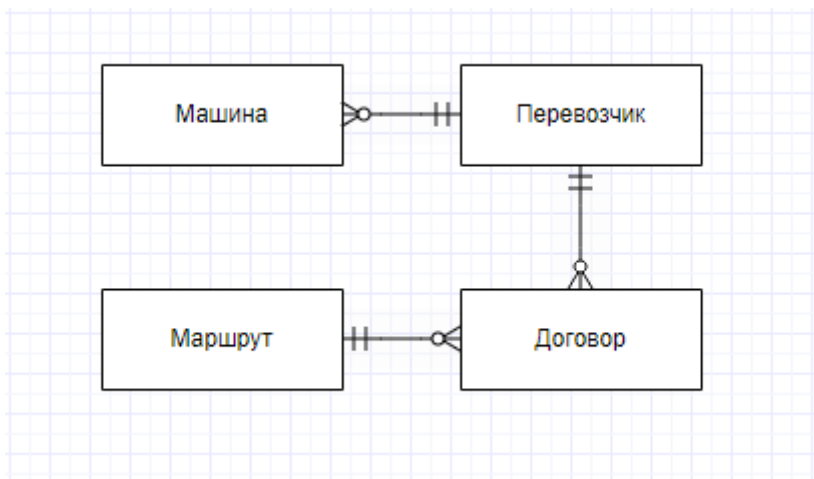 Машина
Перевозчик
Маршрут
Договор